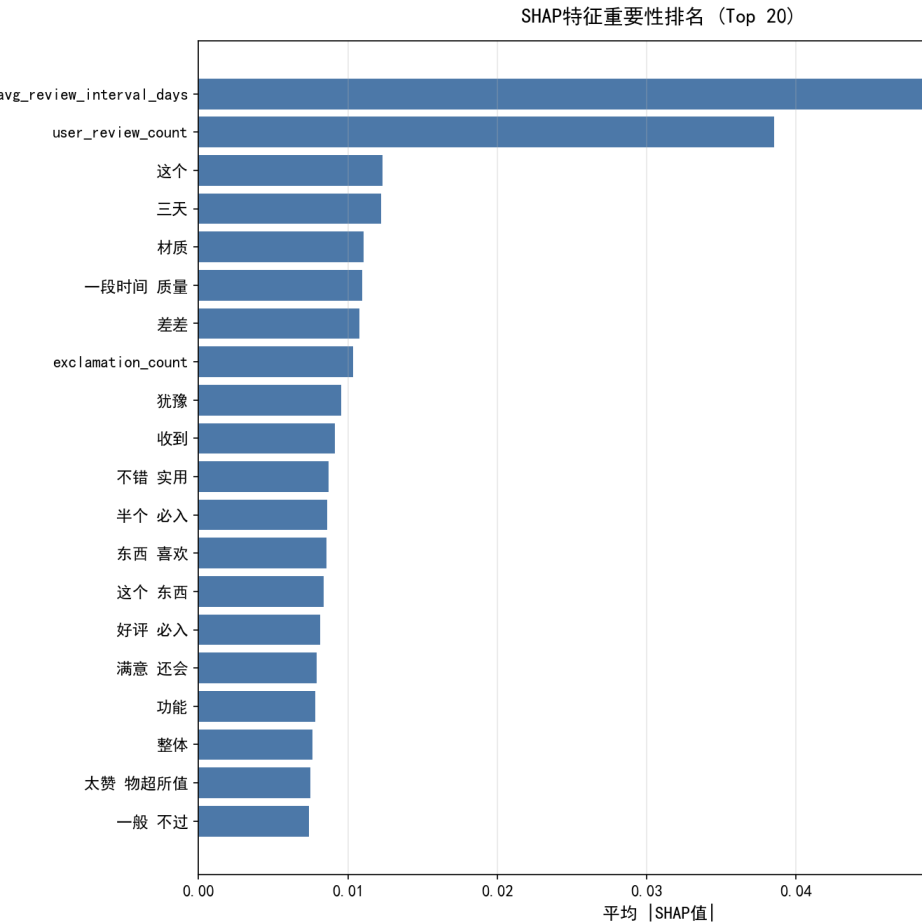 SHAP特征重要性排名 (Top 20)
avg_review_interval_days
user_review_count
这个
三天
材质
一段时间 质量
差差
exclamation_count
犹豫
收到
不错 实用
半个 必入
东西 喜欢
这个 东西
好评 必入
满意 还会
功能
整体
太赞 物超所值
一般 不过
0.00 0.01 0.02 0.03 0.04
平均 |SHAP值|